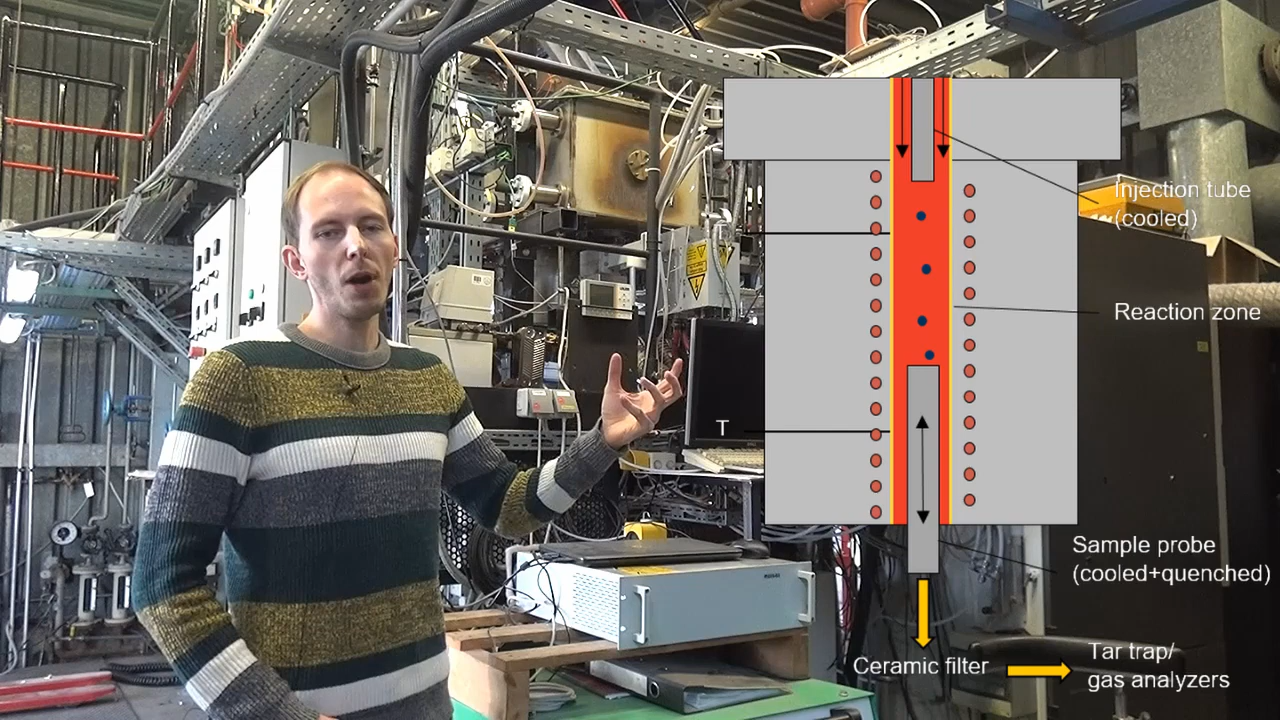 Injection tube
(cooled)
Reaction zone
T
Sample probe
(cooled+quenched)
Ceramic filter
Tar trap/
gas analyzers